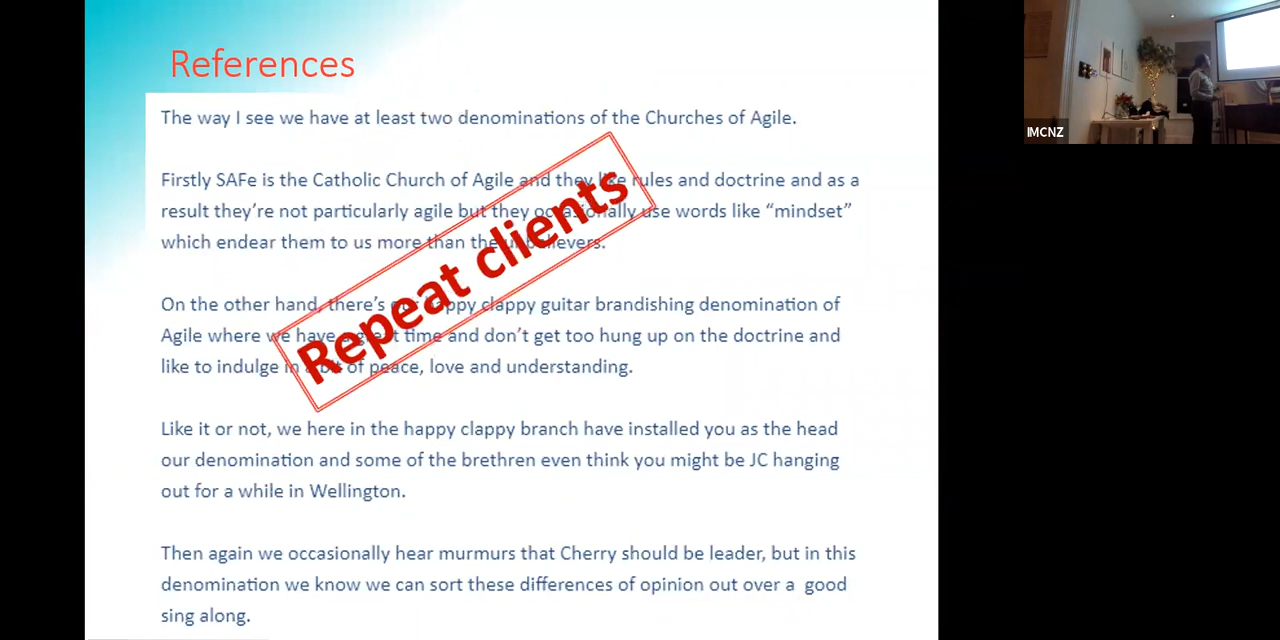 References
The way I see we have at least two denominations of the Churches of Agile.
Firstly SAFe is the Catholic Church of Agile and they like rules and doctrine and as a
result they're not particularly agile but they occasionally use words like “mindset”
which endear them to us more than the unbelievers.
On the other hand, there's our happy clappy guitar brandishing denomination of
Agile where we have a great time and don't get too hung up on the doctrine and
like to indulge in a bit of peace, love and understanding.
Repeat clients
Like it or not, we here in the happy clappy branch have installed you as the head
our denomination and some of the brethren even think you might be JC hanging
out for a while in Wellington.
Then again we occasionally hear murmurs that Cherry should be leader, but in this
denomination we know we can sort these differences of opinion out over a good
sing along.
IMCNZ